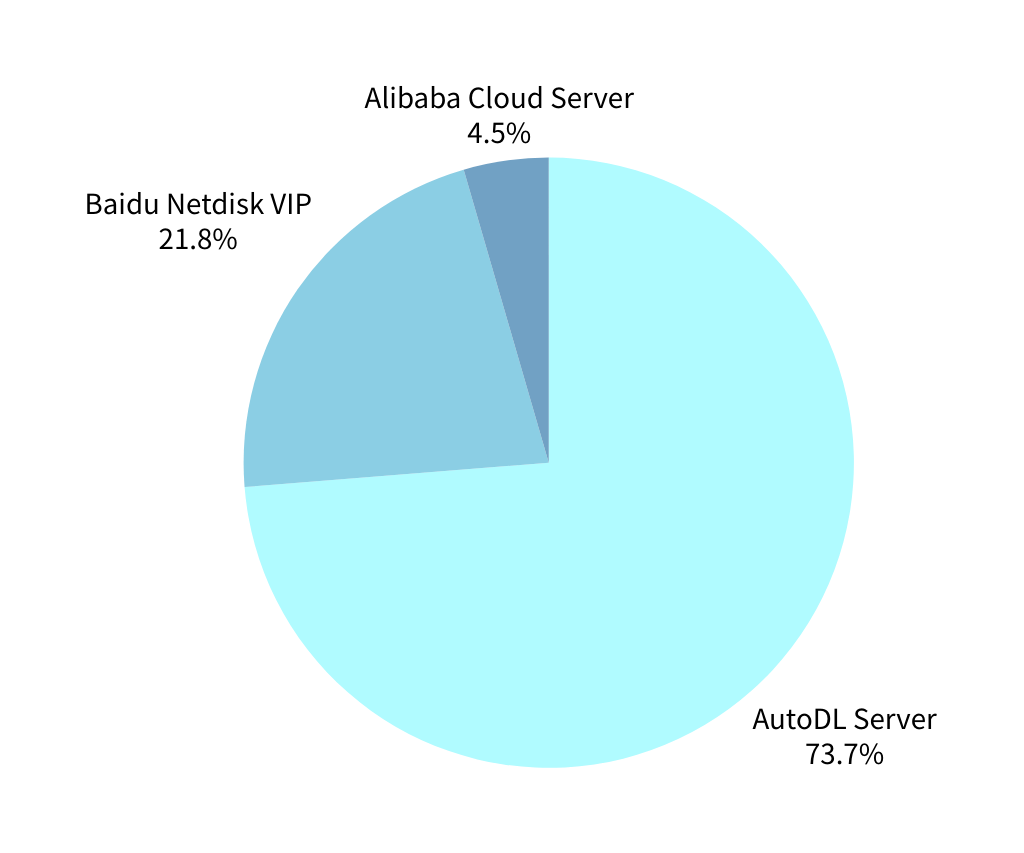 Alibaba Cloud Server
4.5%
Baidu Netdisk VIP
21.8%
AutoDL Server
73.7%